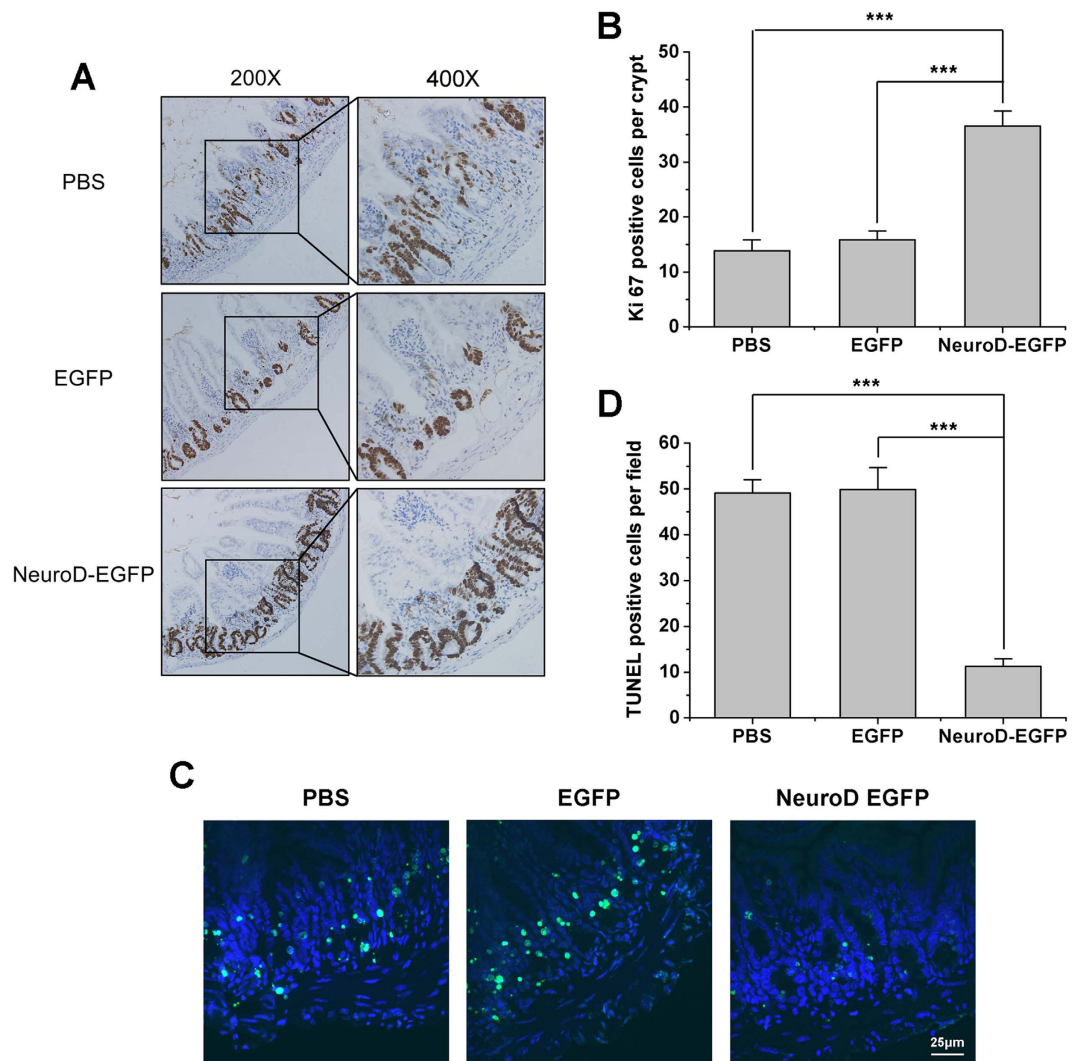 A
200X 400X
PBS
EGFP
NeuroD-EGFP
B
***
***
Ki 67 positive cells per crypt
50
40
30
20
10
0
PBS EGFP NeuroD-EGFP
D
***
***
TUNEL positive cells per field
60
50
40
30
20
10
0
PBS EGFP NeuroD-EGFP
C
PBS EGFP NeuroD EGFP
25μm